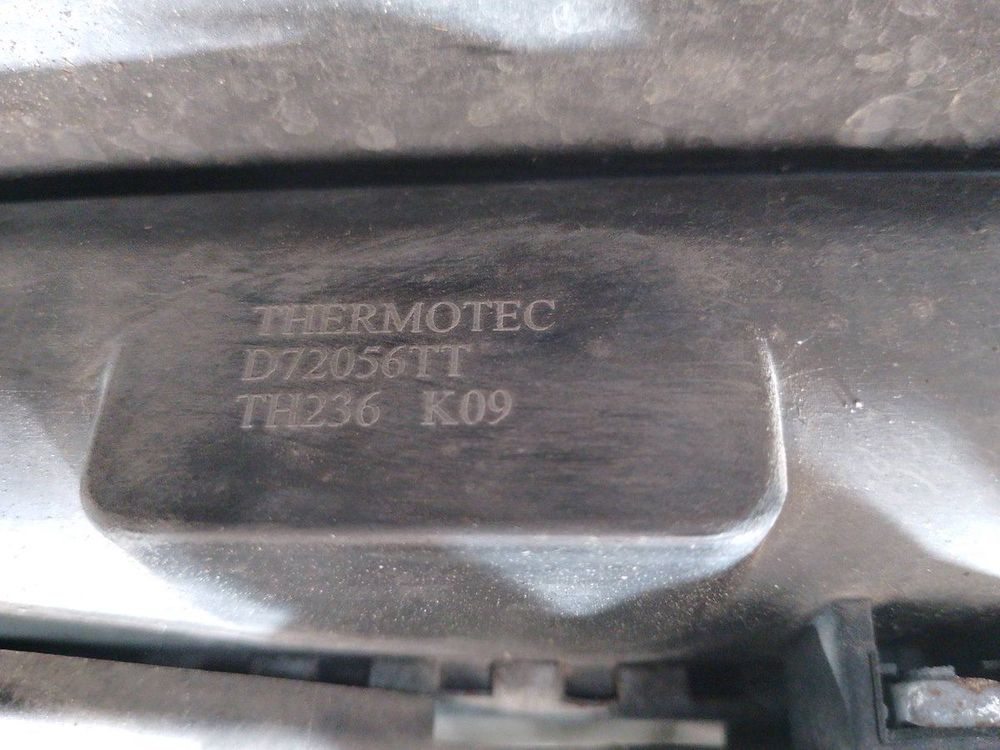 THERMOTEC
D72056TT
TH236 K09